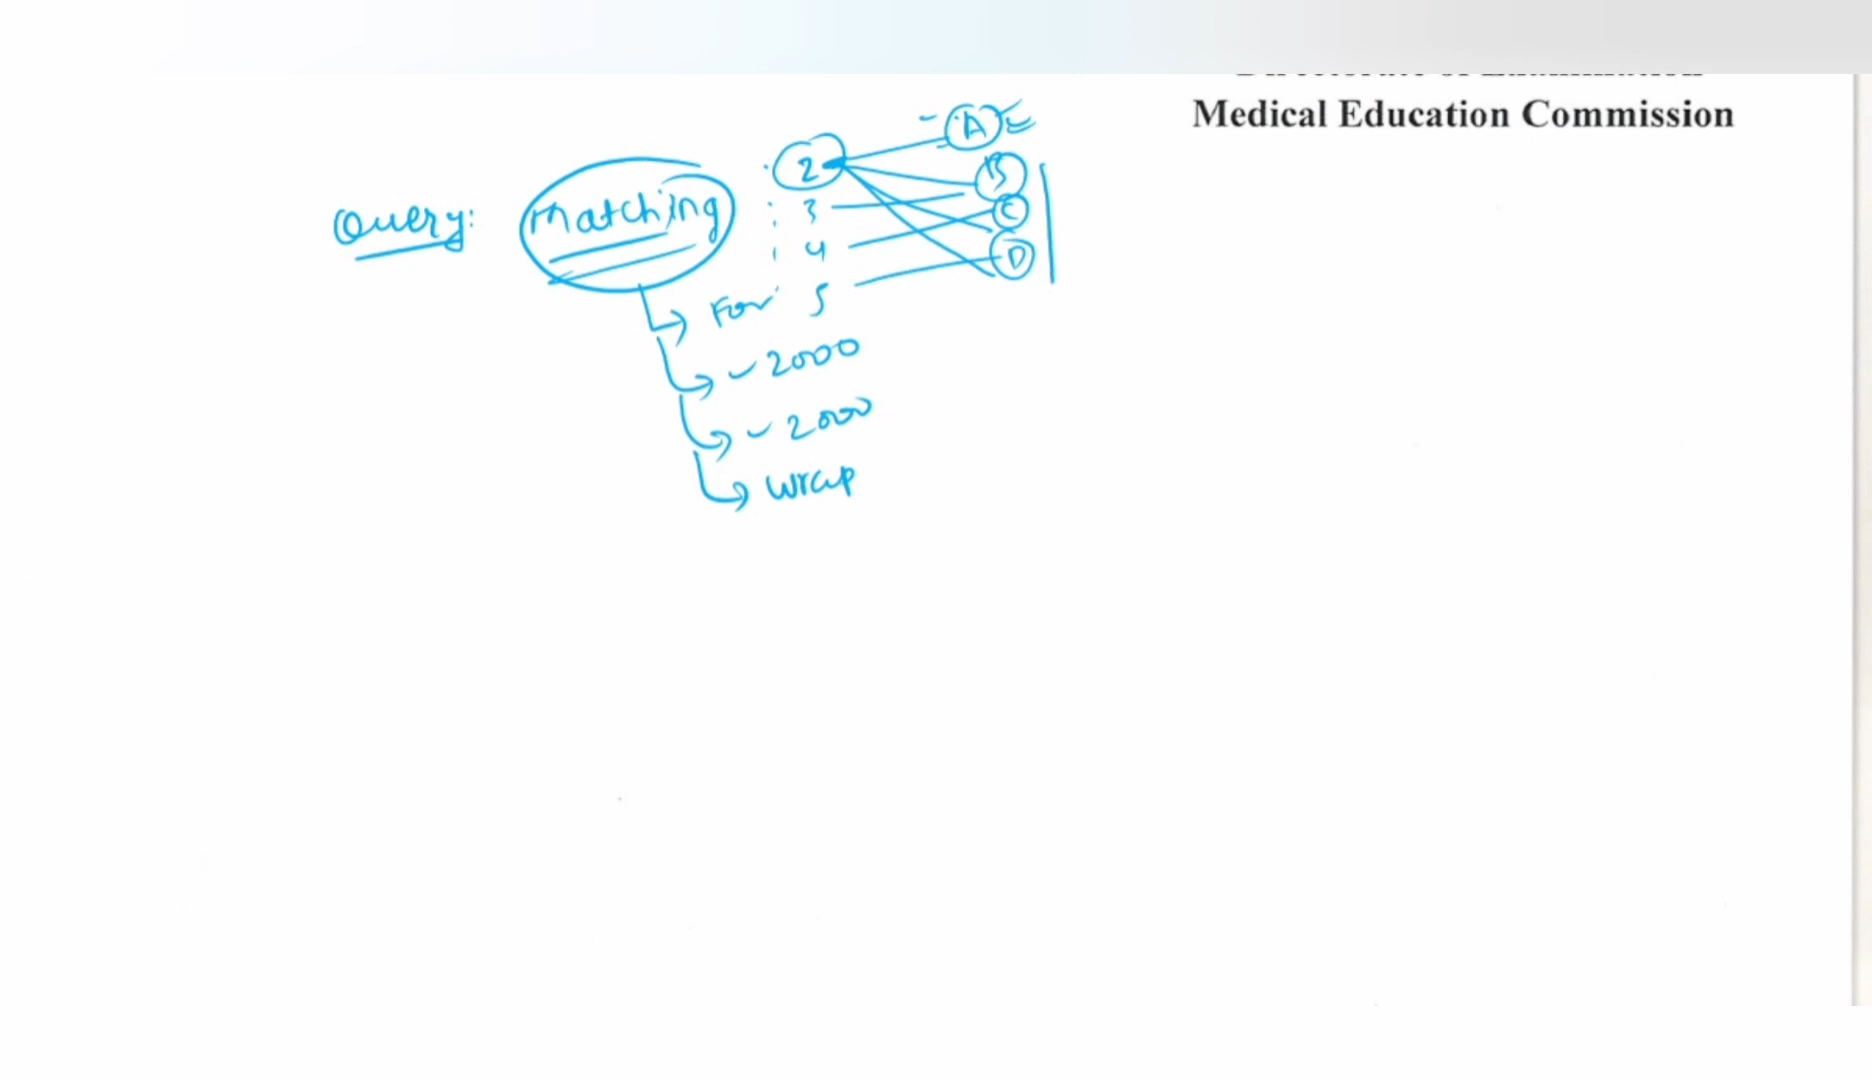 Medical Education Commission
A
2
B
Query: Matching
3
C
4
D
For 5
- 2000
- 2000
Wrap